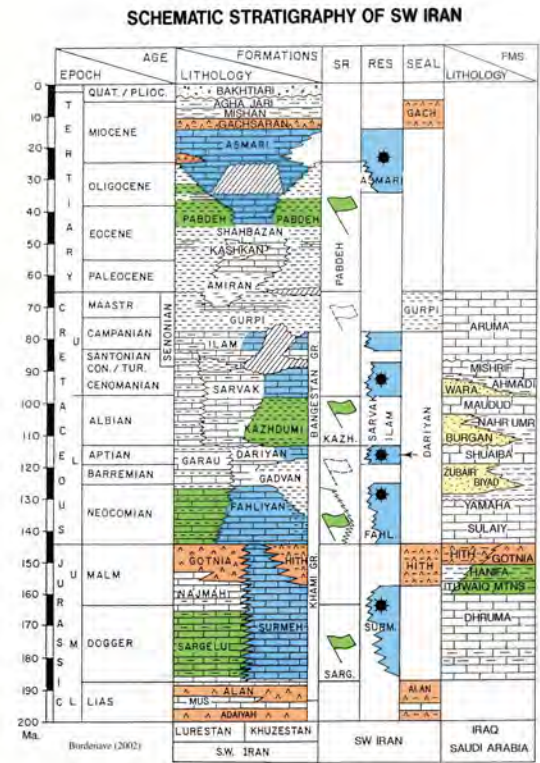 SCHEMATIC STRATIGRAPHY OF SW IRAN
AGE
EPOCH
FORMATIONS
LITHOLOGY
SR
RES
SEAL
FMS
LITHOLOGY
0
10
20
30
40
50
60
70
80
90
100
110
120
130
140
150
160
170
180
190
200
Ma.
TERTIARY
CRETACEOUS
U
L
JURASSIC
U
M
L
QUAT. / PLIOC.
MIOCENE
OLIGOCENE
EOCENE
PALEOCENE
MAASTR
CAMPANIAN
SANTONIAN
CON./ TUR.
CENOMANIAN
SENONIAN
ALBIAN
APTIAN
BARREMIAN
NEOCOMIAN
MALM
DOGGER
LIAS
BAKHTIARI
AGHA JARI
MISHAN
GACHSARAN
ASMARI
PABDEH
PABDEH
SHAHBAZAN
KASHKAN
AMIRAN
GURPI
ILAM
SARVAK
KAZHDUMI
DARIYAN
GARAU
GADVAN
FAHLIYAN
GOTNIA
HITH
NAJMAH
SURMEH
SARGELU
ALAN
MUS
ADAIYAH
BANGESTAN GR.
KHAMI GR.
PABDEH
KAZH.
SARG.
ASMARI
SARVAK
ILAM
FAHL.
SURM.
GACH.
GURPI
DARIYAN
HITH
ALAN
ARUMA
MISHRIF
AHMADI
WARA
MAUDUD
NAHR UMR
BURGAN
SHUAIBA
ZUBAIR
BIYAD
YAMAHA
SULAIY
HITH
GOTNIA
HANIFA
TUWAIQ MTNS
DHRUMA
Bordenave (2002)
LURESTAN
KHUZESTAN
S.W. IRAN
SW IRAN
IRAQ
SAUDI ARABIA